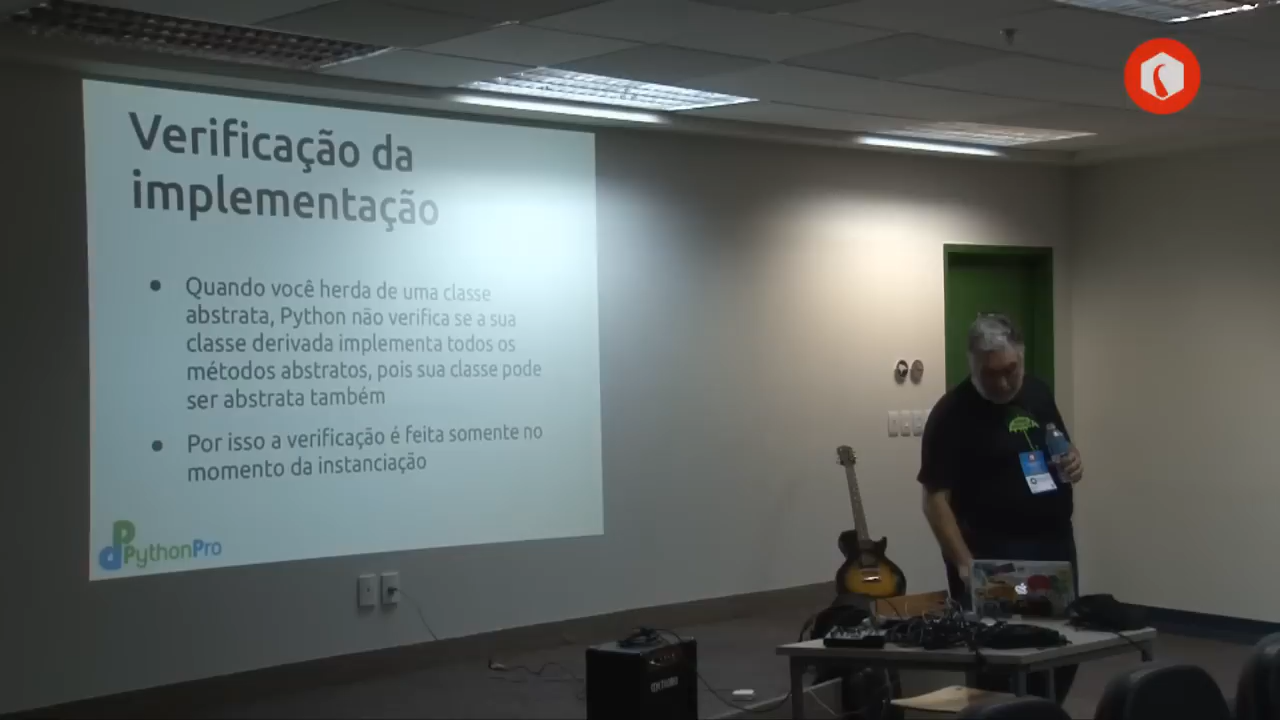 Verificação da
implementação
Quando você herda de uma classe
abstrata, Python não verifica se a sua
classe derivada implementa todos os
métodos abstratos, pois sua classe pode
ser abstrata também
Por isso a verificação é feita somente no
momento da instanciação
PythonPro